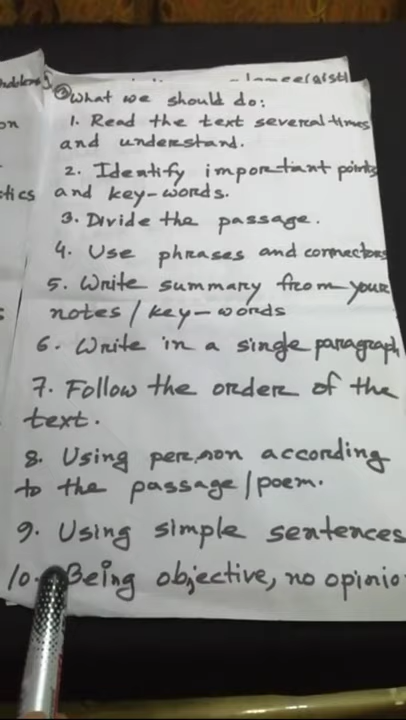 ② What we should do:
1. Read the text several times
and understand.
2. Identify important points
tics and key-words.
3. Divide the passage.
4. Use phrases and connectors
5. Write summary from your
notes / key-words
6. Write in a single paragraph
7. Follow the order of the
text.
8. Using person according
to the passage / poem.
9. Using simple sentences
10. Being objective, no opinio